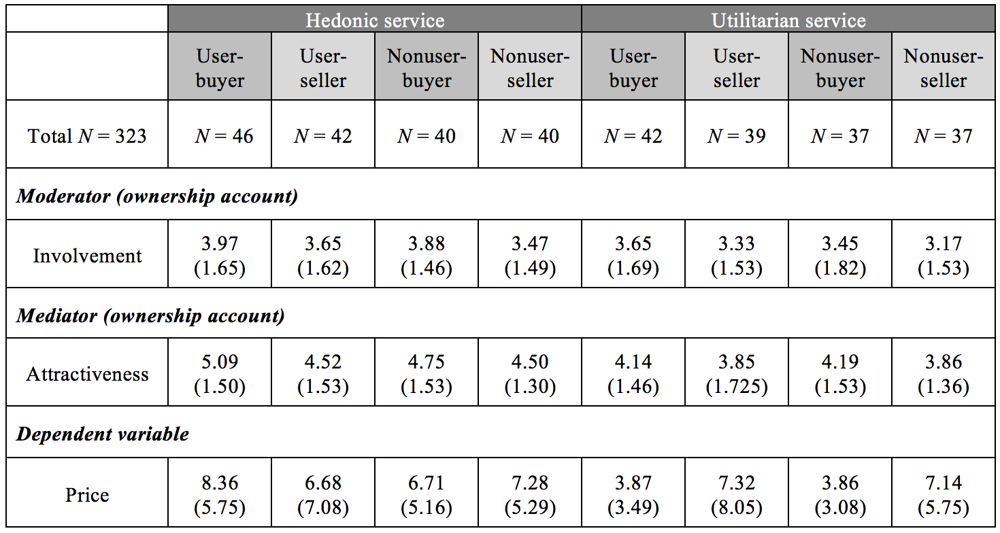 Hedonic service Utilitarian service
User- User- Nonuser- Nonuser- User- User- Nonuser- Nonuser-
buyer seller buyer seller buyer seller buyer seller
Total N = 323 N = 46 N = 42 N = 40 N = 40 N = 42 N = 39 N = 37 N = 37
Moderator (ownership account)
Involvement 3.97 3.65 3.88 3.47 3.65 3.33 3.45 3.17
(1.65) (1.62) (1.46) (1.49) (1.69) (1.53) (1.82) (1.53)
Mediator (ownership account)
Attractiveness 5.09 4.52 4.75 4.50 4.14 3.85 4.19 3.86
(1.50) (1.53) (1.53) (1.30) (1.46) (1.725) (1.53) (1.36)
Dependent variable
Price 8.36 6.68 6.71 7.28 3.87 7.32 3.86 7.14
(5.75) (7.08) (5.16) (5.29) (3.49) (8.05) (3.08) (5.75)